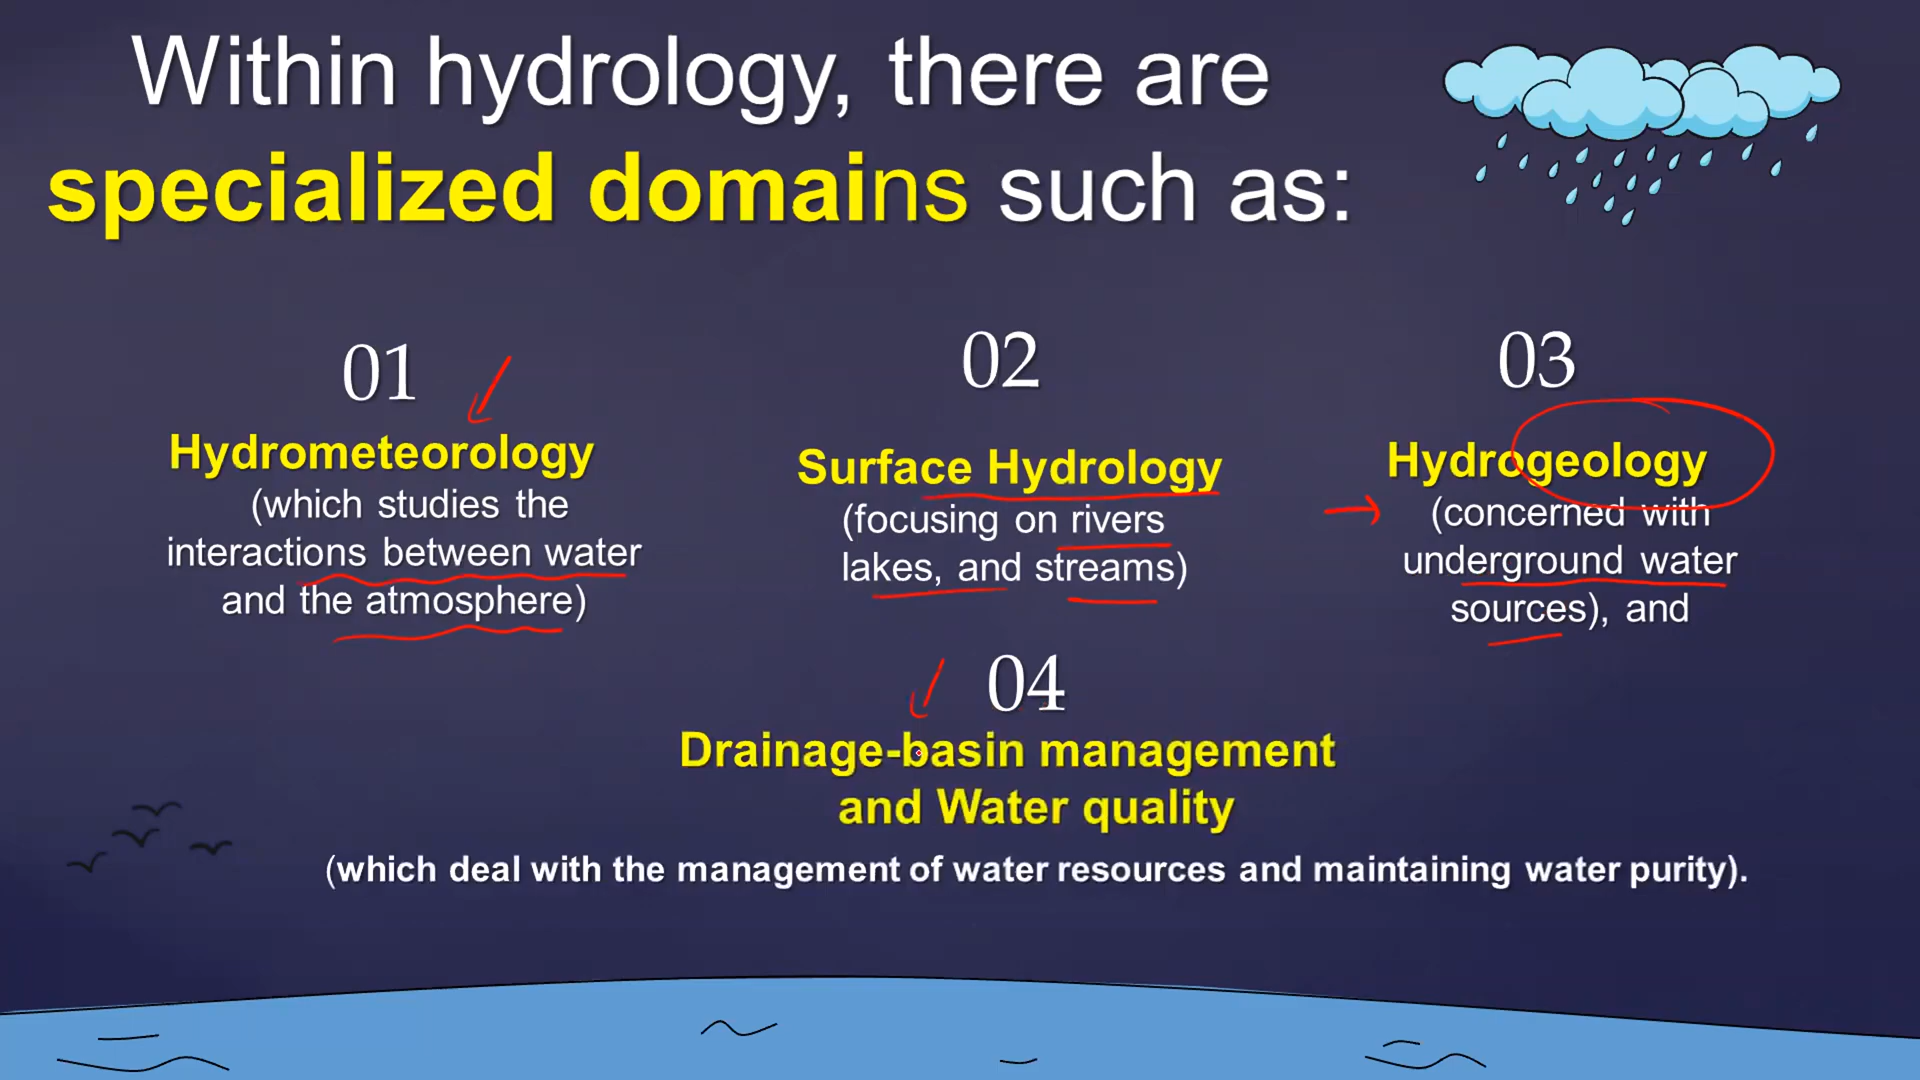 Within hydrology, there are
specialized domains such as:
01
Hydrometeorology
(which studies the
interactions between water
and the atmosphere)
02
Surface Hydrology
(focusing on rivers
lakes, and streams)
03
Hydrogeology
(concerned with
underground water
sources), and
04
Drainage-basin management
and Water quality
(which deal with the management of water resources and maintaining water purity).